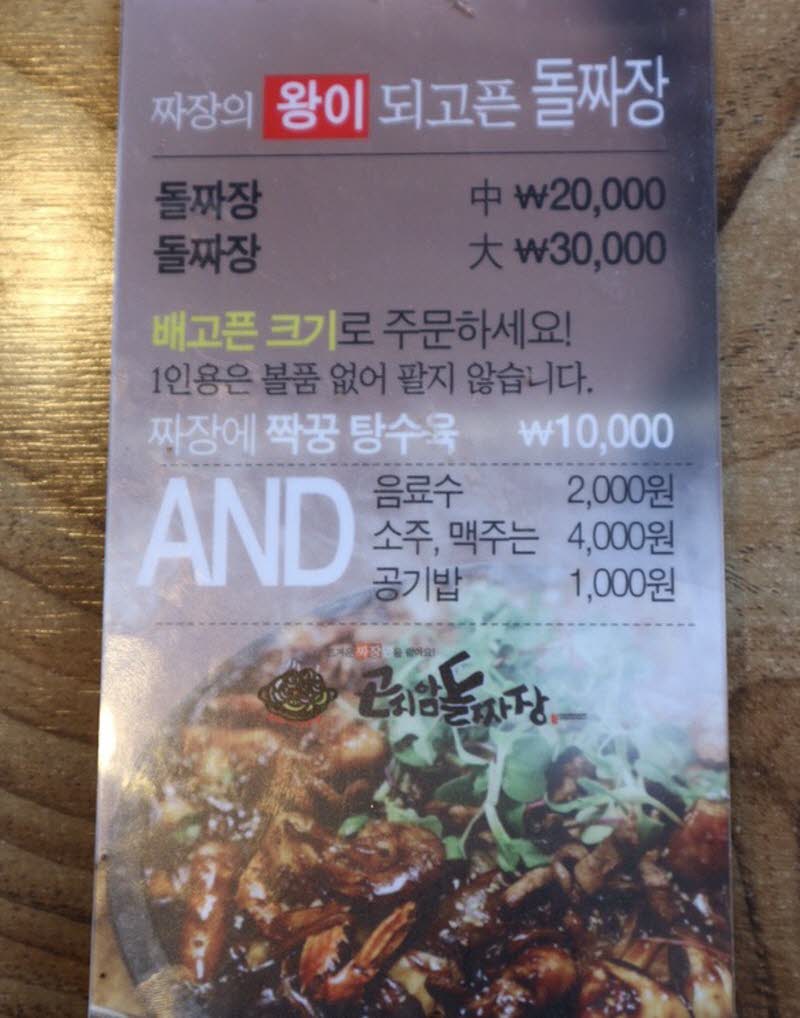 짜장의 왕이 되고픈 돌짜장
돌짜장 中 ₩20,000
돌짜장 大 ₩30,000
배고픈 크기로 주문하세요!
1인용은 볼품 없어 팔지 않습니다.
짜장에 짝꿍 탕수육 ₩10,000
AND
음료수 2,000원
소주, 맥주는 4,000원
공기밥 1,000원
곤지암돌짜장